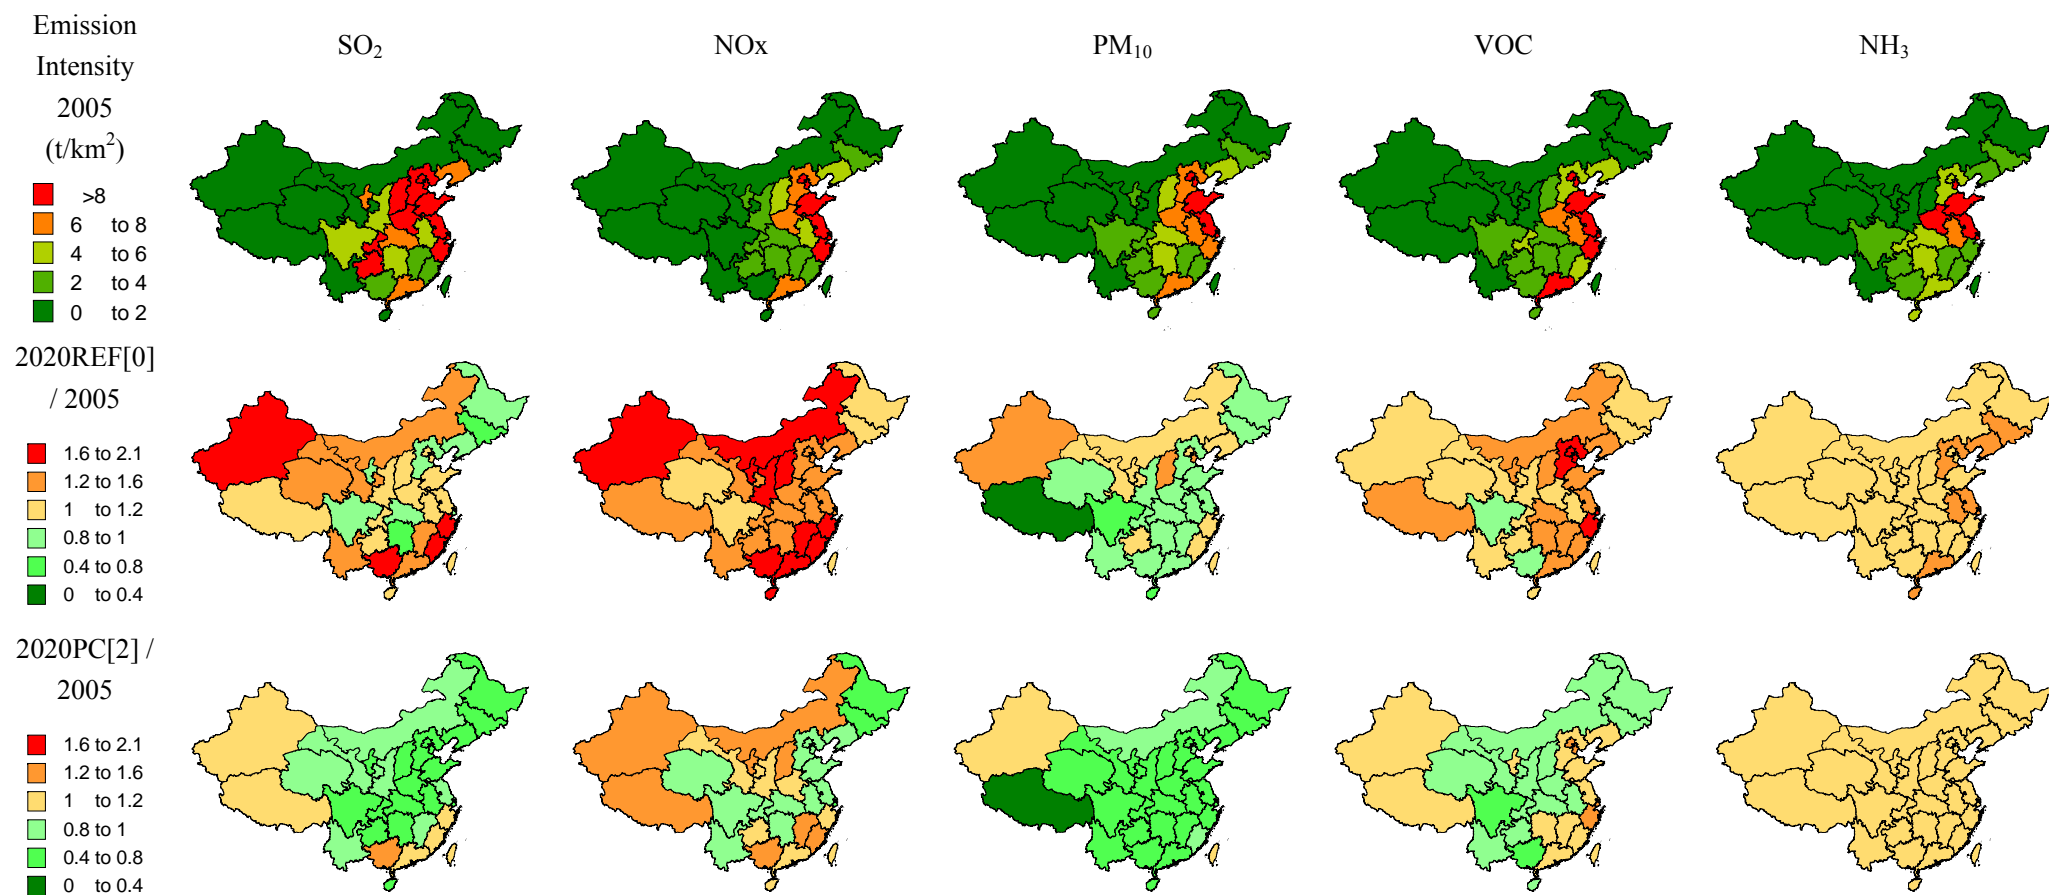 Emission
Intensity
2005
(t/km²)
SO₂
NOx
PM₁₀
VOC
NH₃
>8
6 to 8
4 to 6
2 to 4
0 to 2
2020REF[0]
/ 2005
1.6 to 2.1
1.2 to 1.6
1 to 1.2
0.8 to 1
0.4 to 0.8
0 to 0.4
2020PC[2] /
2005
1.6 to 2.1
1.2 to 1.6
1 to 1.2
0.8 to 1
0.4 to 0.8
0 to 0.4